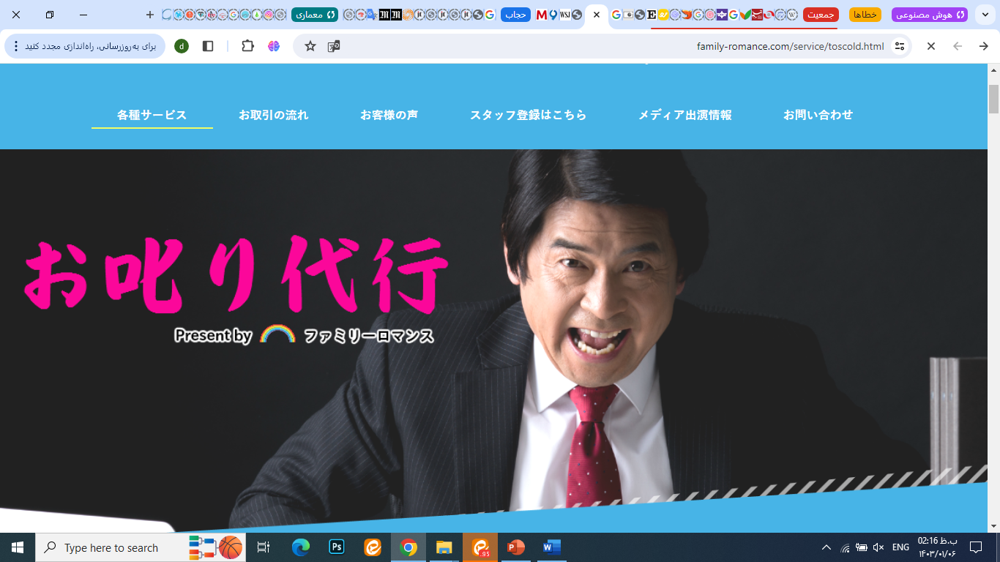 معماری
حجاب
جمعیت
خطاها
هوش مصنوعی
برای به‌روزرسانی، راه‌اندازی مجدد کنید
d
family-romance.com/service/toscold.html
各種サービス
お取引の流れ
お客様の声
スタッフ登録はこちら
メディア出演情報
お問い合わせ
お叱り代行
Present by ファミリーロマンス
Type here to search
Ps
.95
ENG
02:16 ب.ظ
۱۴۰۳/۰۱/۰۶